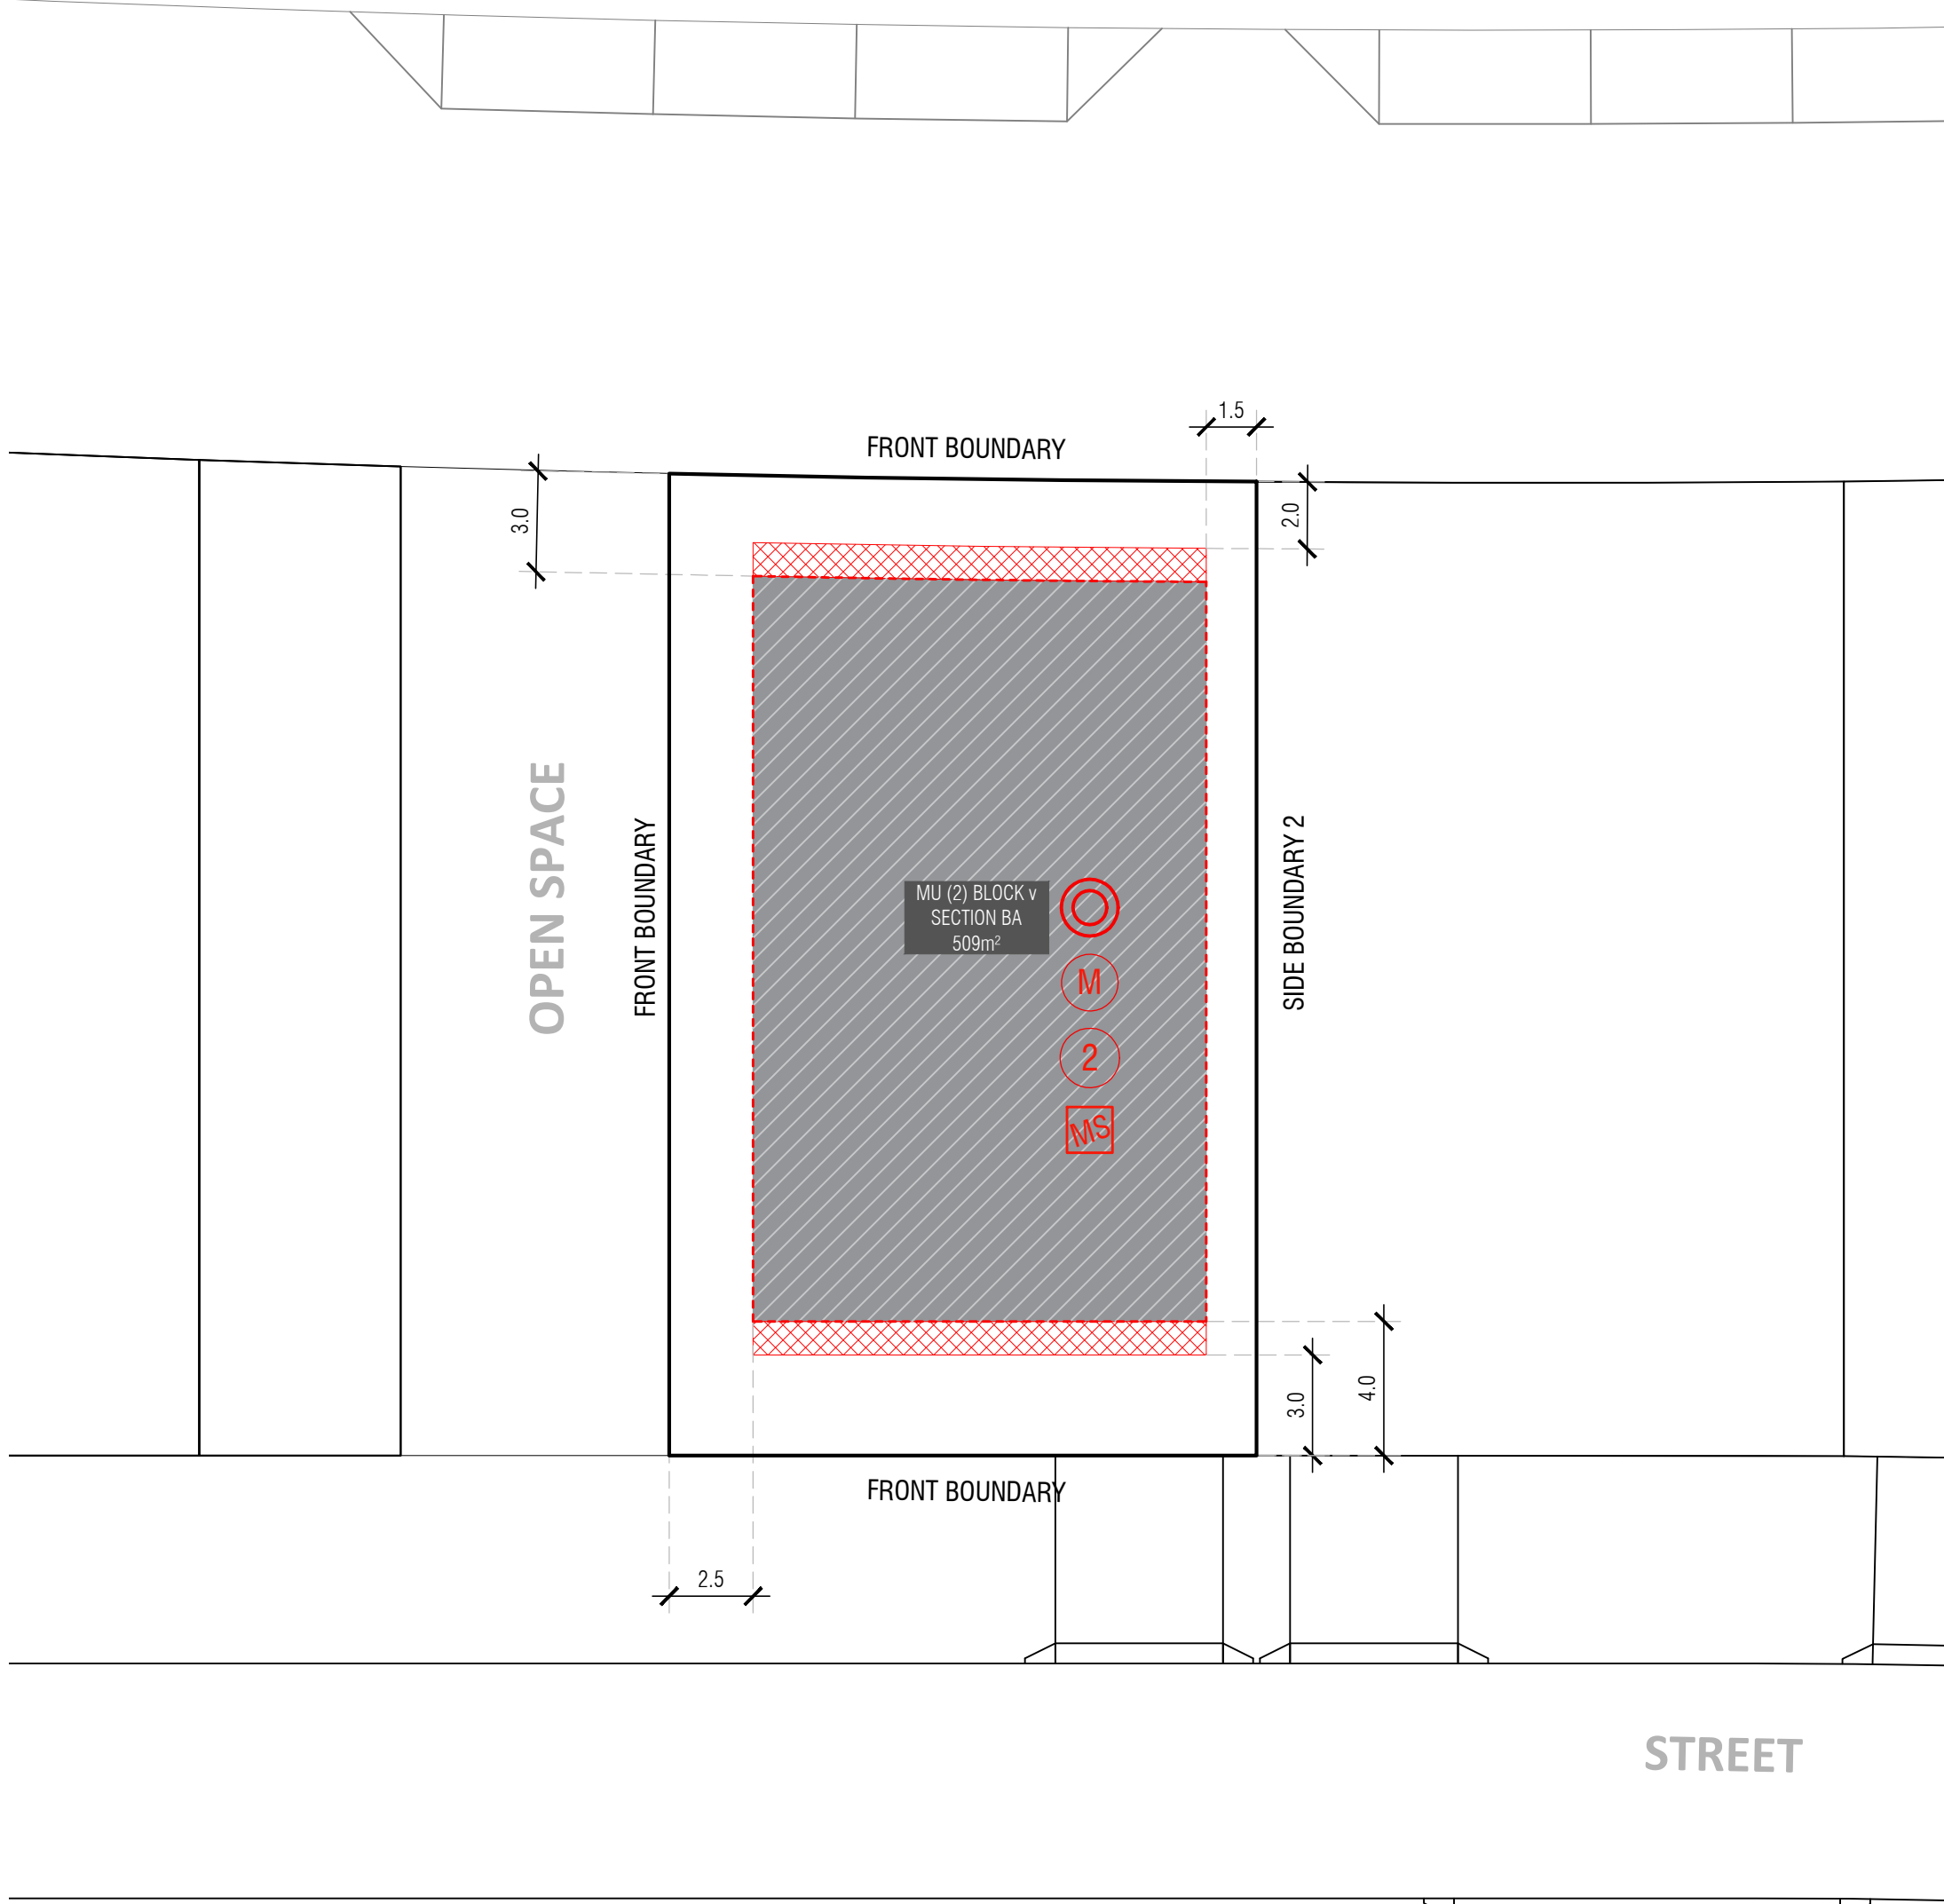 1.5
FRONT BOUNDARY
3.0
2.0
OPEN SPACE
FRONT BOUNDARY
SIDE BOUNDARY 2
MU (2) BLOCK v
SECTION BA
509m²
M
2
MS
3.0
4.0
FRONT BOUNDARY
2.5
STREET